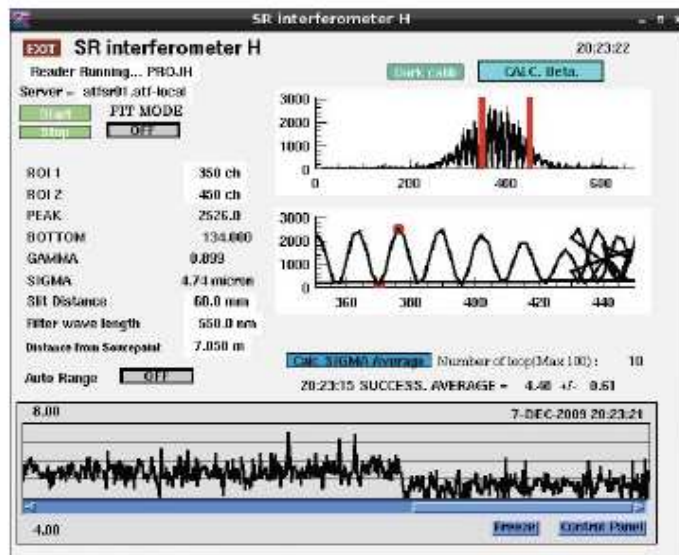 SR interferometer H
EXIT SR interferometer H 20:23:22
Reader Running... PROJH
Dark calib CALC. Beta.
Server = atfsr01.atf-local
Start FIT MODE
Stop OFF
3000
2000
1000
0
0 200 400 600
ROI 1 350 ch
ROI 2 450 ch
PEAK 2526.0
BOTTOM 134.000
GAMMA 0.899
SIGMA 4.74 micron
Slit Distance 60.0 mm
Filter wave length 550.0 nm
Distance from Sourcepoint 7.050 m
Auto Range OFF
3000
2000
1000
0
360 380 400 420 440
Calc. SIGMA Average Number of loop(Max 100) : 10
20:23:15 SUCCESS. AVERAGE = 4.40 +/- 0.61
8.00 7-DEC-2009 20:23:21
4.00 Freeze Control Panel